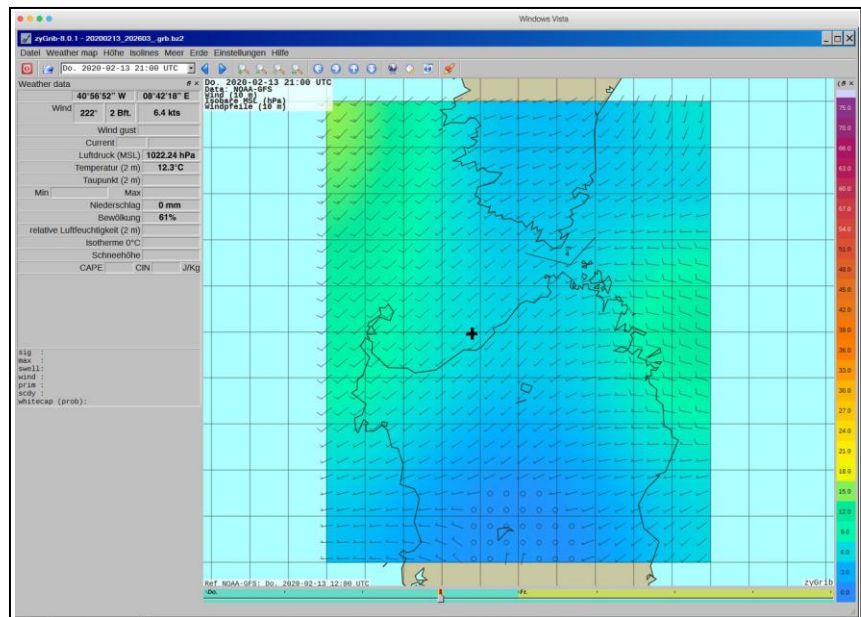 Windows Vista
zyGrib-8.0.1 - 20200213_202603_.grb.bz2
Datei Weather map Höhe Isolines Meer Erde Einstellungen Hilfe
Do. 2020-02-13 21:00 UTC
Weather data
40°56'52" W 08°42'18" E
Wind 222° 2 Bft. 6.4 kts
Wind gust
Current
Luftdruck (MSL) 1022.24 hPa
Temperatur (2 m) 12.3°C
Taupunkt (2 m)
Min Max
Niederschlag 0 mm
Bewölkung 61%
relative Luftfeuchtigkeit (2 m)
Isotherme 0°C
Schneehöhe
CAPE CIN J/Kg
sig :
max :
swell:
wind :
prim :
scdy :
whitecap (prob):
Do. 2020-02-13 21:00 UTC
Data: NOAA-GFS
Wind (10 m)
Isobare MSL (hPa)
Windpfeile (10 m)
75.0
70.0
66.0
63.0
60.0
57.0
54.0
51.0
48.0
45.0
42.0
39.0
36.0
33.0
30.0
27.0
24.0
21.0
18.0
15.0
12.0
9.0
6.0
3.0
0.0
Ref NOAA-GFS: Do. 2020-02-13 12:00 UTC
zyGrib
Do. Fr.